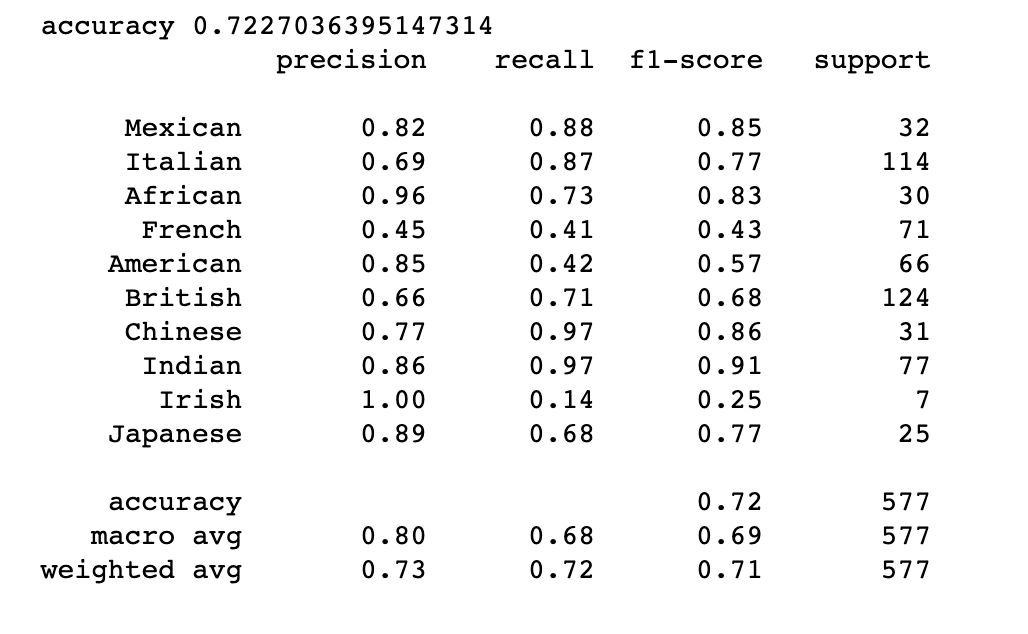 accuracy 0.7227036395147314
precision recall f1-score support
Mexican 0.82 0.88 0.85 32
Italian 0.69 0.87 0.77 114
African 0.96 0.73 0.83 30
French 0.45 0.41 0.43 71
American 0.85 0.42 0.57 66
British 0.66 0.71 0.68 124
Chinese 0.77 0.97 0.86 31
Indian 0.86 0.97 0.91 77
Irish 1.00 0.14 0.25 7
Japanese 0.89 0.68 0.77 25
accuracy 0.72 577
macro avg 0.80 0.68 0.69 577
weighted avg 0.73 0.72 0.71 577